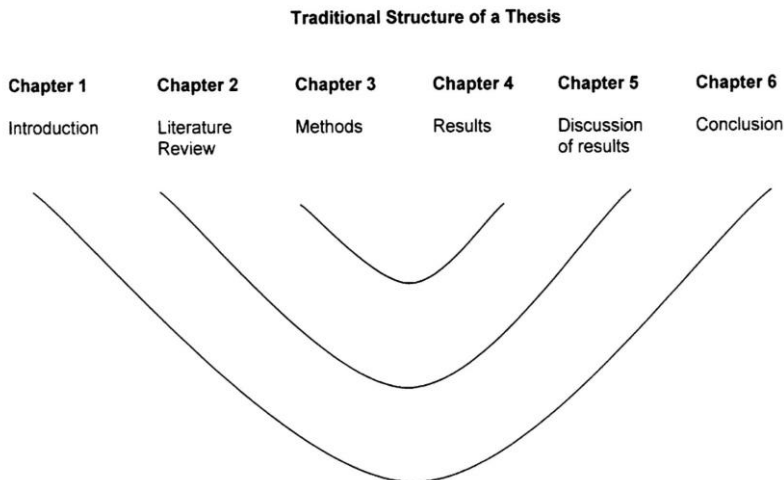 Traditional Structure of a Thesis
Chapter 1 Chapter 2 Chapter 3 Chapter 4 Chapter 5 Chapter 6
Introduction Literature Methods Results Discussion Conclusion
Review of results